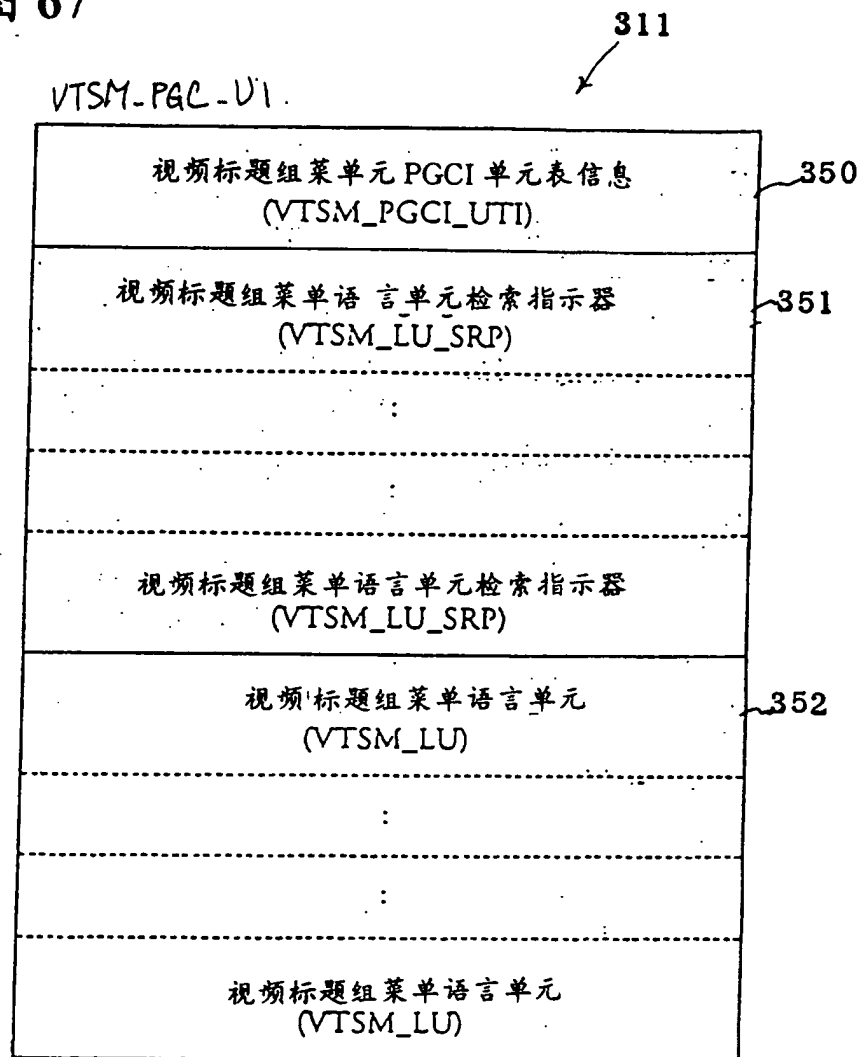 图 67
311
VTSM-PGC-UI.
视频标题组菜单元 PGCI 单元表信息
(VTSM_PGCI_UTI)
350
视频标题组菜单语言单元检索指示器
(VTSM_LU_SRP)
351
:
:
视频标题组菜单语言单元检索指示器
(VTSM_LU_SRP)
视频标题组菜单语言单元
(VTSM_LU)
352
:
:
视频标题组菜单语言单元
(VTSM_LU)